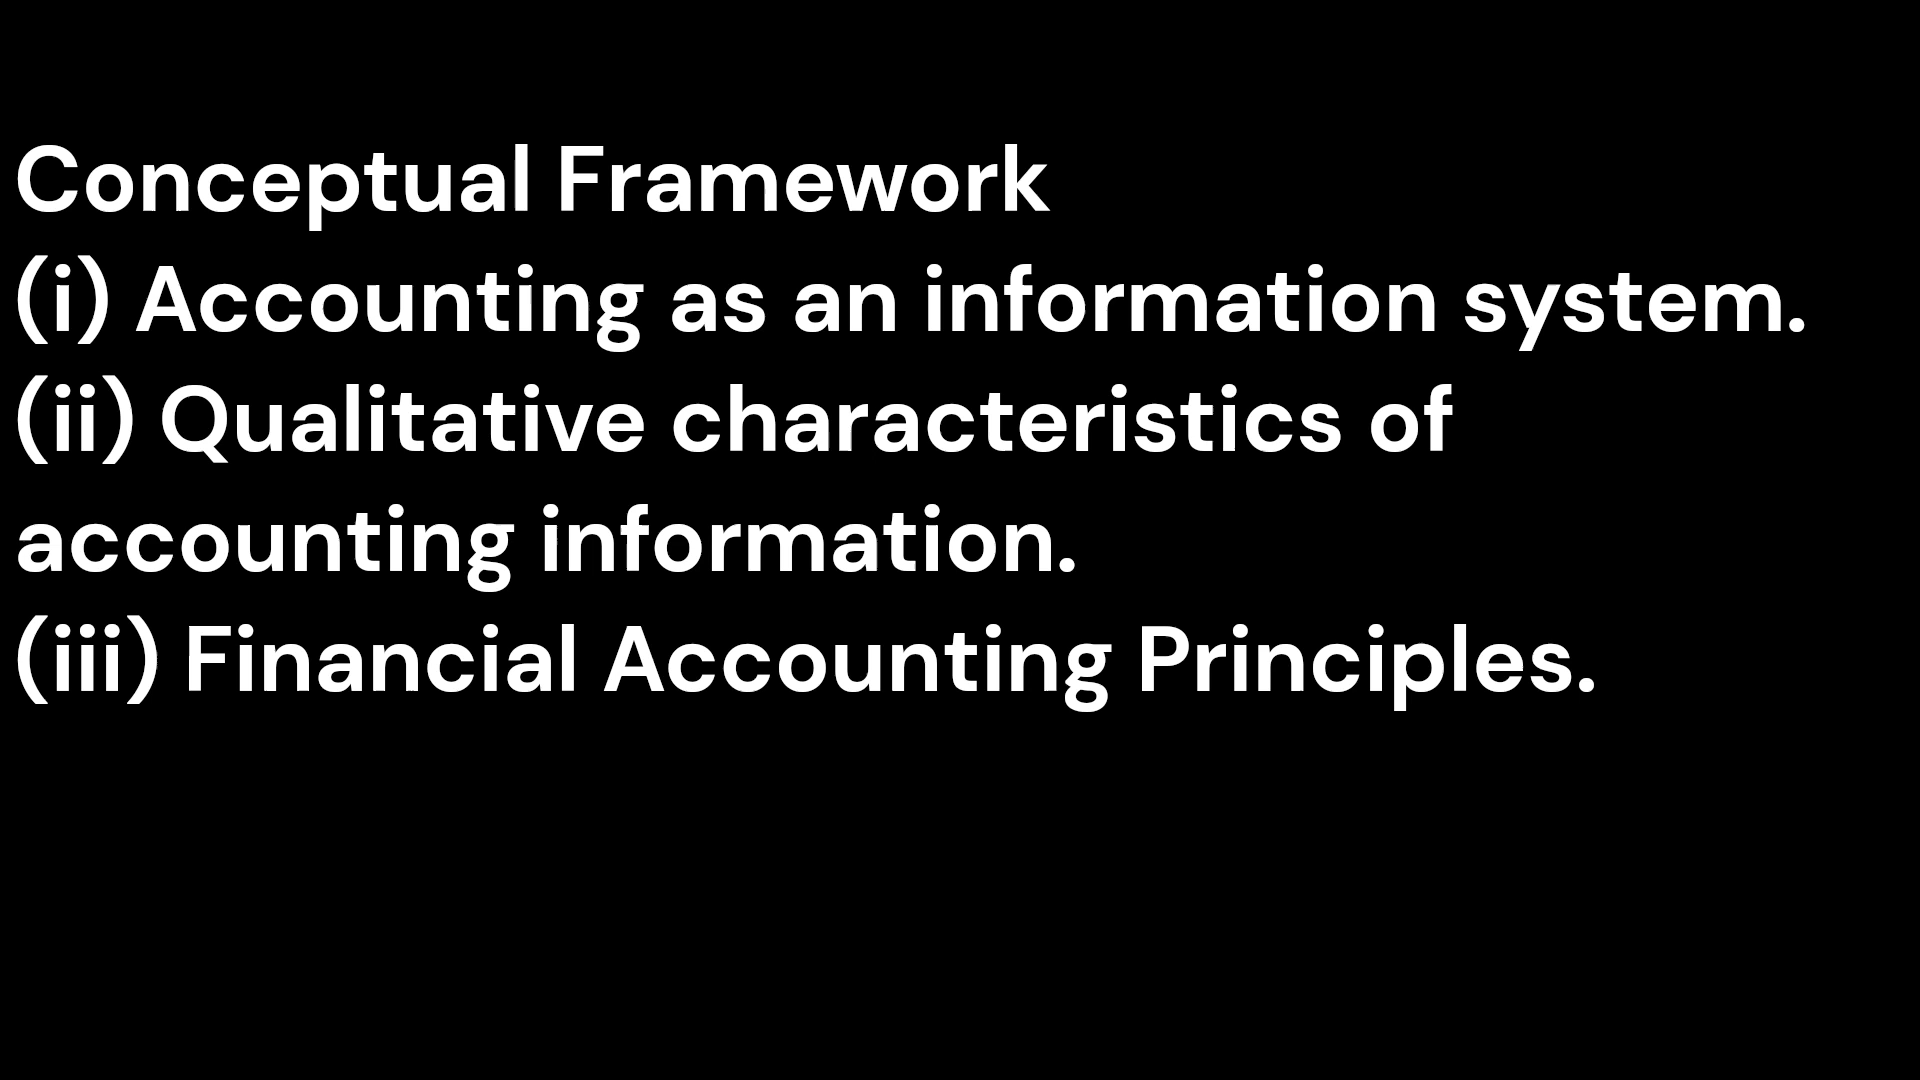 Conceptual Framework
(i) Accounting as an information system.
(ii) Qualitative characteristics of
accounting information.
(iii) Financial Accounting Principles.